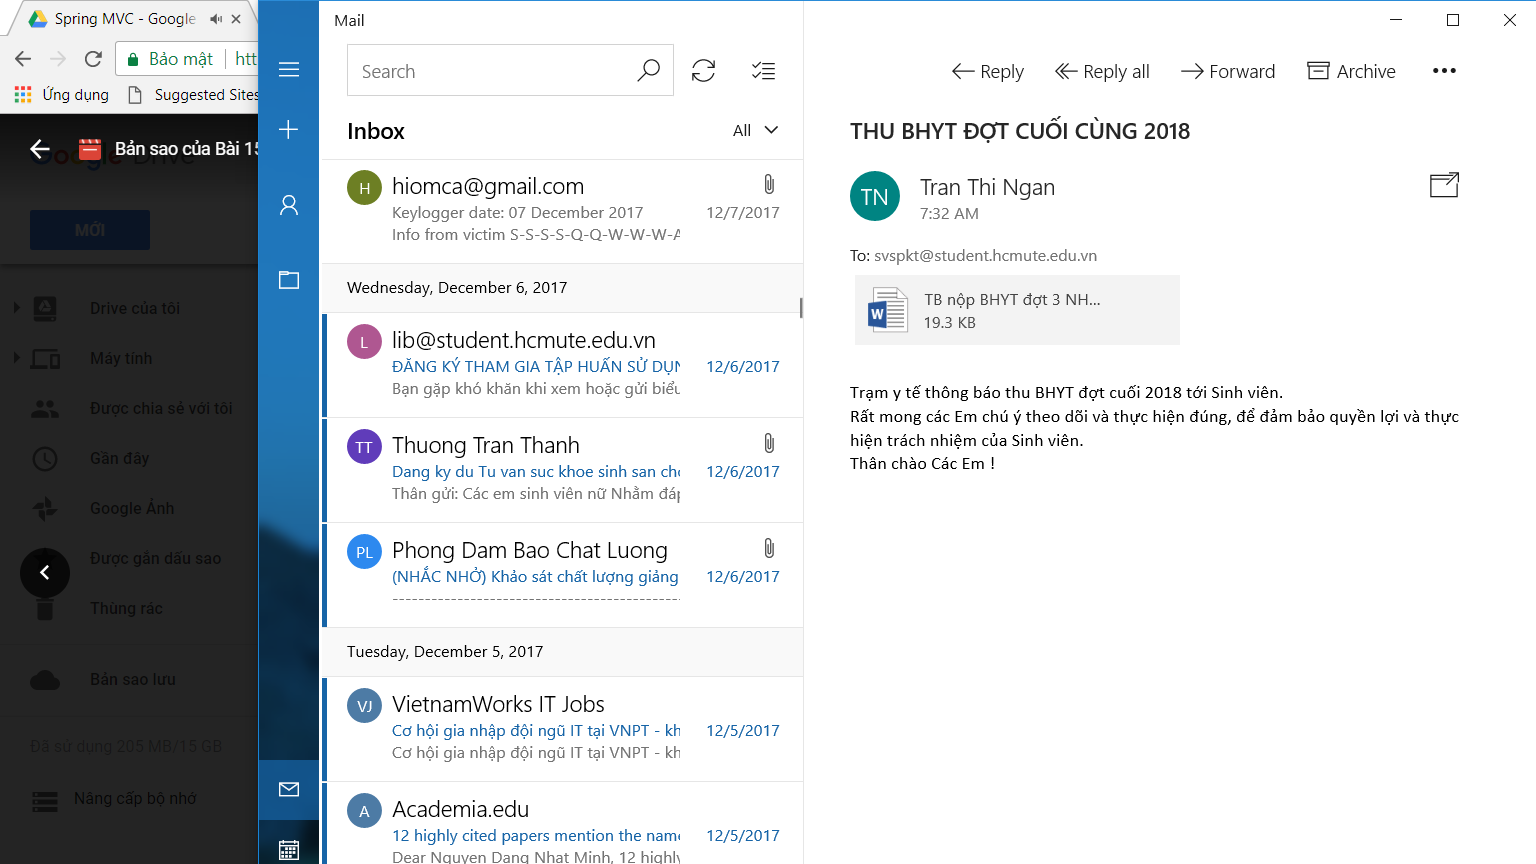 Spring MVC - Google
Bảo mật
htt
Ứng dụng
Suggested Sites
Bản sao của Bài 15
MỚI
Drive của tôi
Máy tính
Được chia sẻ với tôi
Gần đây
Google Ảnh
Được gắn dấu sao
Thùng rác
Bản sao lưu
Đã sử dụng 205 MB/15 GB
Nâng cấp bộ nhớ
Mail
Search
Inbox
All
H
hiomca@gmail.com
Keylogger date: 07 December 2017
12/7/2017
Info from victim S-S-S-S-Q-Q-W-W-W-A
Wednesday, December 6, 2017
L
lib@student.hcmute.edu.vn
ĐĂNG KÝ THAM GIA TẬP HUẤN SỬ DỤN
12/6/2017
Bạn gặp khó khăn khi xem hoặc gửi biểu
TT
Thuong Tran Thanh
Dang ky du Tu van suc khoe sinh san cho
12/6/2017
Thân gửi: Các em sinh viên nữ Nhằm đáp
PL
Phong Dam Bao Chat Luong
(NHẮC NHỞ) Khảo sát chất lượng giảng
12/6/2017
--------------------------------------------
Tuesday, December 5, 2017
VJ
VietnamWorks IT Jobs
Cơ hội gia nhập đội ngũ IT tại VNPT - kh
12/5/2017
Cơ hội gia nhập đội ngũ IT tại VNPT - kh
A
Academia.edu
12 highly cited papers mention the name
12/5/2017
Dear Nguyen Dang Nhat Minh, 12 highly
Reply
Reply all
Forward
Archive
THU BHYT ĐỢT CUỐI CÙNG 2018
TN
Tran Thi Ngan
7:32 AM
To: svspkt@student.hcmute.edu.vn
TB nộp BHYT đợt 3 NH...
19.3 KB
Trạm y tế thông báo thu BHYT đợt cuối 2018 tới Sinh viên.
Rất mong các Em chú ý theo dõi và thực hiện đúng, để đảm bảo quyền lợi và thực
hiện trách nhiệm của Sinh viên.
Thân chào Các Em !